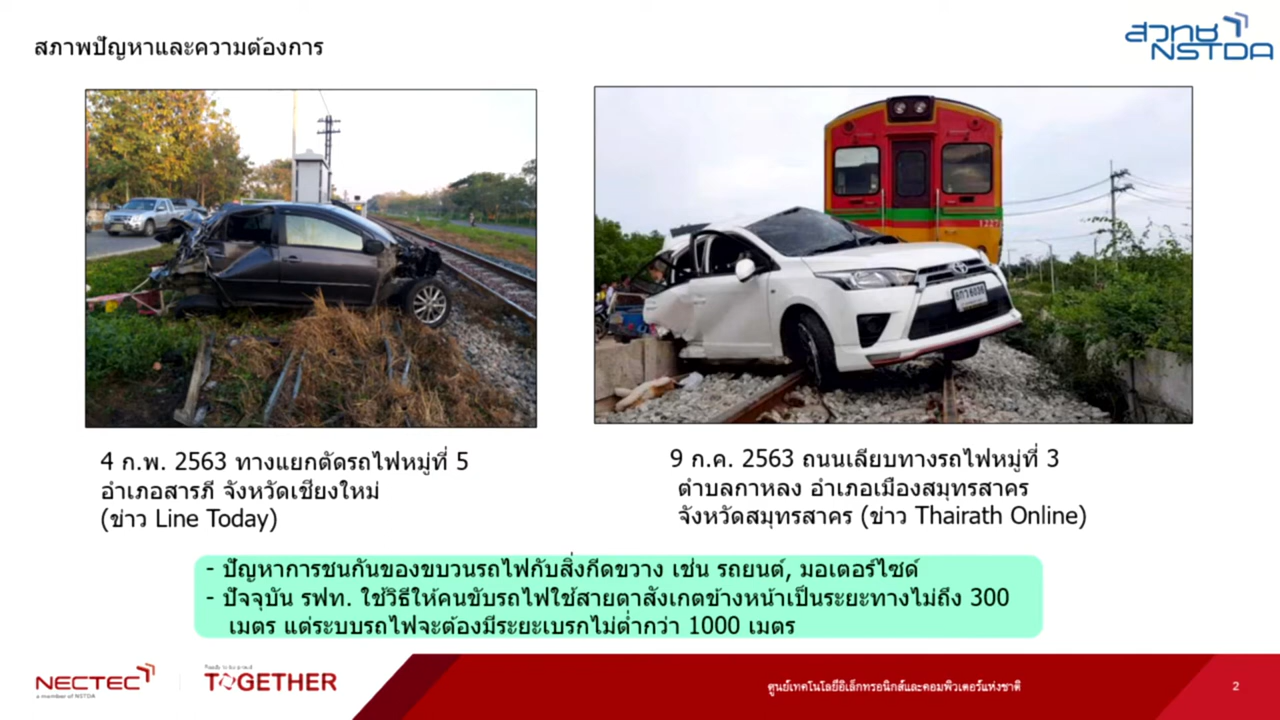 สภาพปัญหาและความต้องการ
สวทช
NSTDA
4 ก.พ. 2563 ทางแยกตัดรถไฟหมู่ที่ 5
อำเภอสารภี จังหวัดเชียงใหม่
(ข่าว Line Today)
9 ก.ค. 2563 ถนนเลียบทางรถไฟหมู่ที่ 3
ตำบลกาหลง อำเภอเมืองสมุทรสาคร
จังหวัดสมุทรสาคร (ข่าว Thairath Online)
- ปัญหาการชนกันของขบวนรถไฟกับสิ่งกีดขวาง เช่น รถยนต์, มอเตอร์ไซด์
- ปัจจุบัน รฟท. ใช้วิธีให้คนขับรถไฟใช้สายตาสังเกตข้างหน้าเป็นระยะทางไม่ถึง 300
เมตร แต่ระบบรถไฟจะต้องมีระยะเบรกไม่ต่ำกว่า 1000 เมตร
NECTEC
a member of NSTDA
TOGETHER
ศูนย์เทคโนโลยีอิเล็กทรอนิกส์และคอมพิวเตอร์แห่งชาติ
2